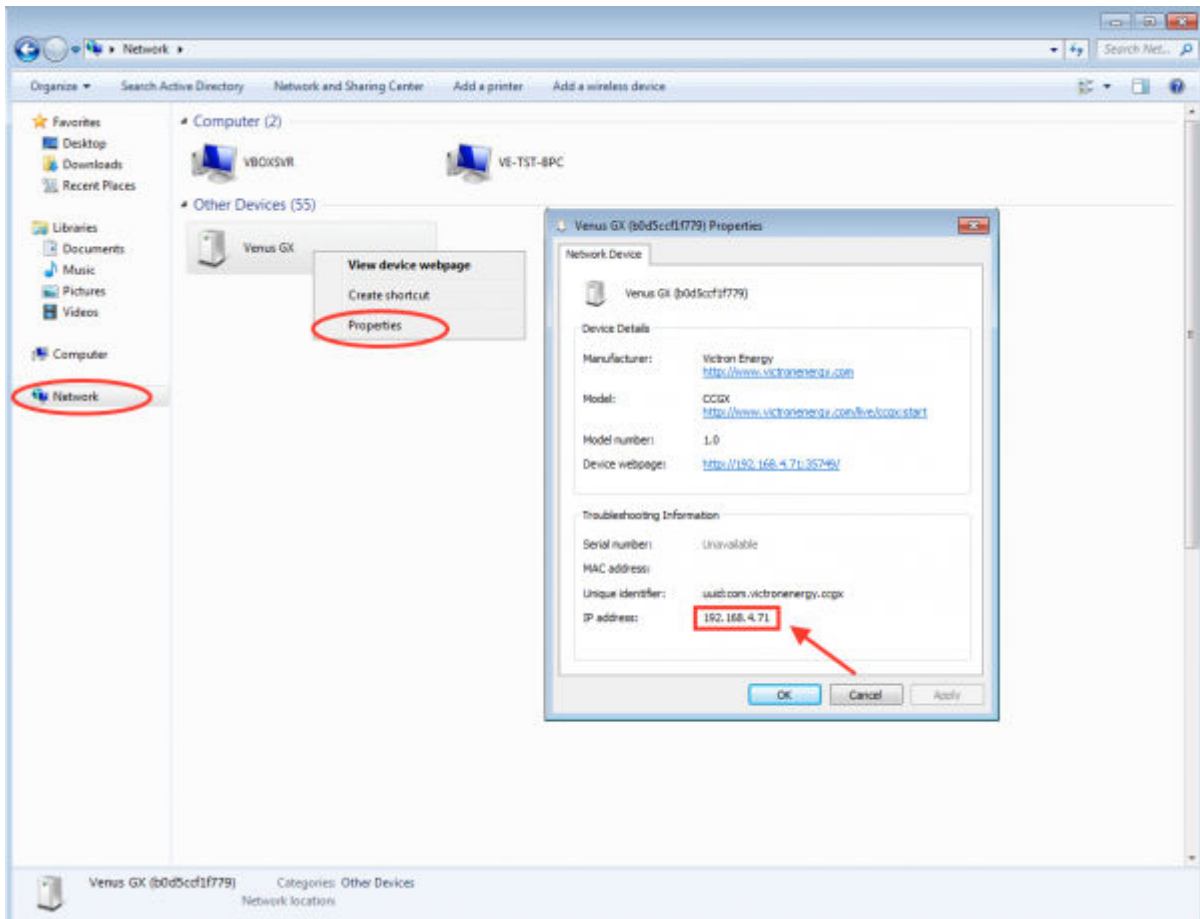 Network
Search Net...
Organize
Search Active Directory
Network and Sharing Center
Add a printer
Add a wireless device
Favorites
Desktop
Downloads
Recent Places
Libraries
Documents
Music
Pictures
Videos
Computer
Network
Computer (2)
VBOXSVR
VE-TST-BPC
Other Devices (55)
Venus GX
View device webpage
Create shortcut
Properties
Venus GX (b0d5ccf1f779) Properties
Network Device
Venus GX (b0d5ccf1f779)
Device Details
Manufacturer: Victron Energy
http://www.victronenergy.com
Model: CCGX
http://www.victronenergy.com/live/ccgx:start
Model number: 1.0
Device webpage: http://192.168.4.71:35749/
Troubleshooting Information
Serial number: Unavailable
MAC address:
Unique identifier: uuid:com.victronenergy.ccgx
IP address: 192.168.4.71
OK
Cancel
Apply
Venus GX (b0d5ccf1f779)
Categories: Other Devices
Network location: